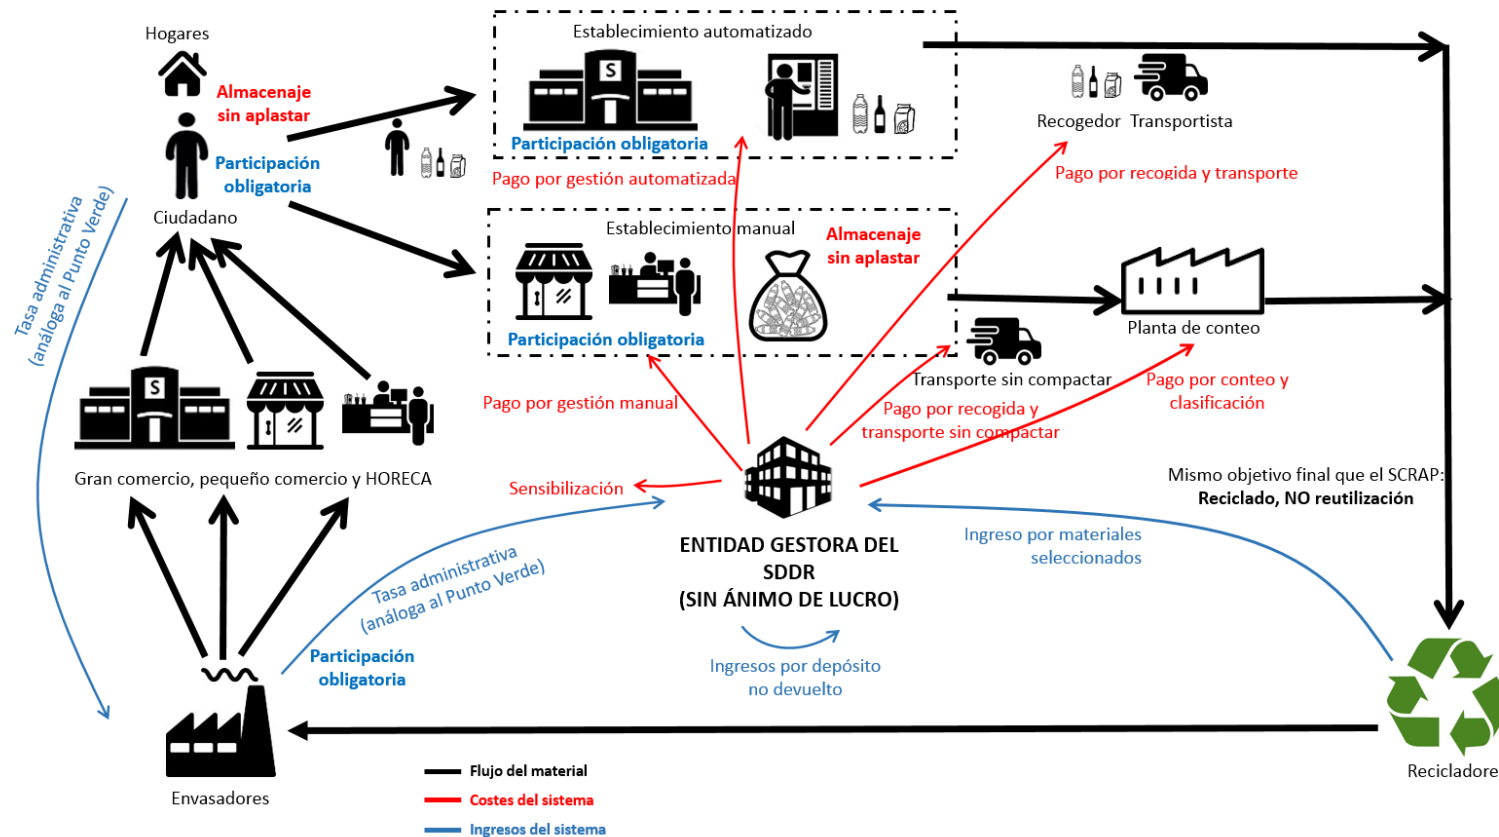 Hogares
Almacenaje
sin aplastar
Participación
obligatoria
Ciudadano
Establecimiento automatizado
S
Participación obligatoria
Pago por gestión automatizada
Recogedor
Transportista
Pago por recogida y transporte
Establecimiento manual
Almacenaje
sin aplastar
Participación obligatoria
Pago por gestión manual
Transporte sin compactar
Pago por recogida y
transporte sin compactar
Planta de conteo
Pago por conteo y
clasificación
Tasa administrativa
(análoga al Punto Verde)
S
Gran comercio, pequeño comercio y HORECA
Sensibilización
Mismo objetivo final que el SCRAP:
Reciclado, NO reutilización
Ingreso por materiales
seleccionados
ENTIDAD GESTORA DEL
SDDR
(SIN ÁNIMO DE LUCRO)
Tasa administrativa
(análoga al Punto Verde)
Participación
obligatoria
Ingresos por depósito
no devuelto
Envasadores
Recicladore
Flujo del material
Costes del sistema
Ingresos del sistema